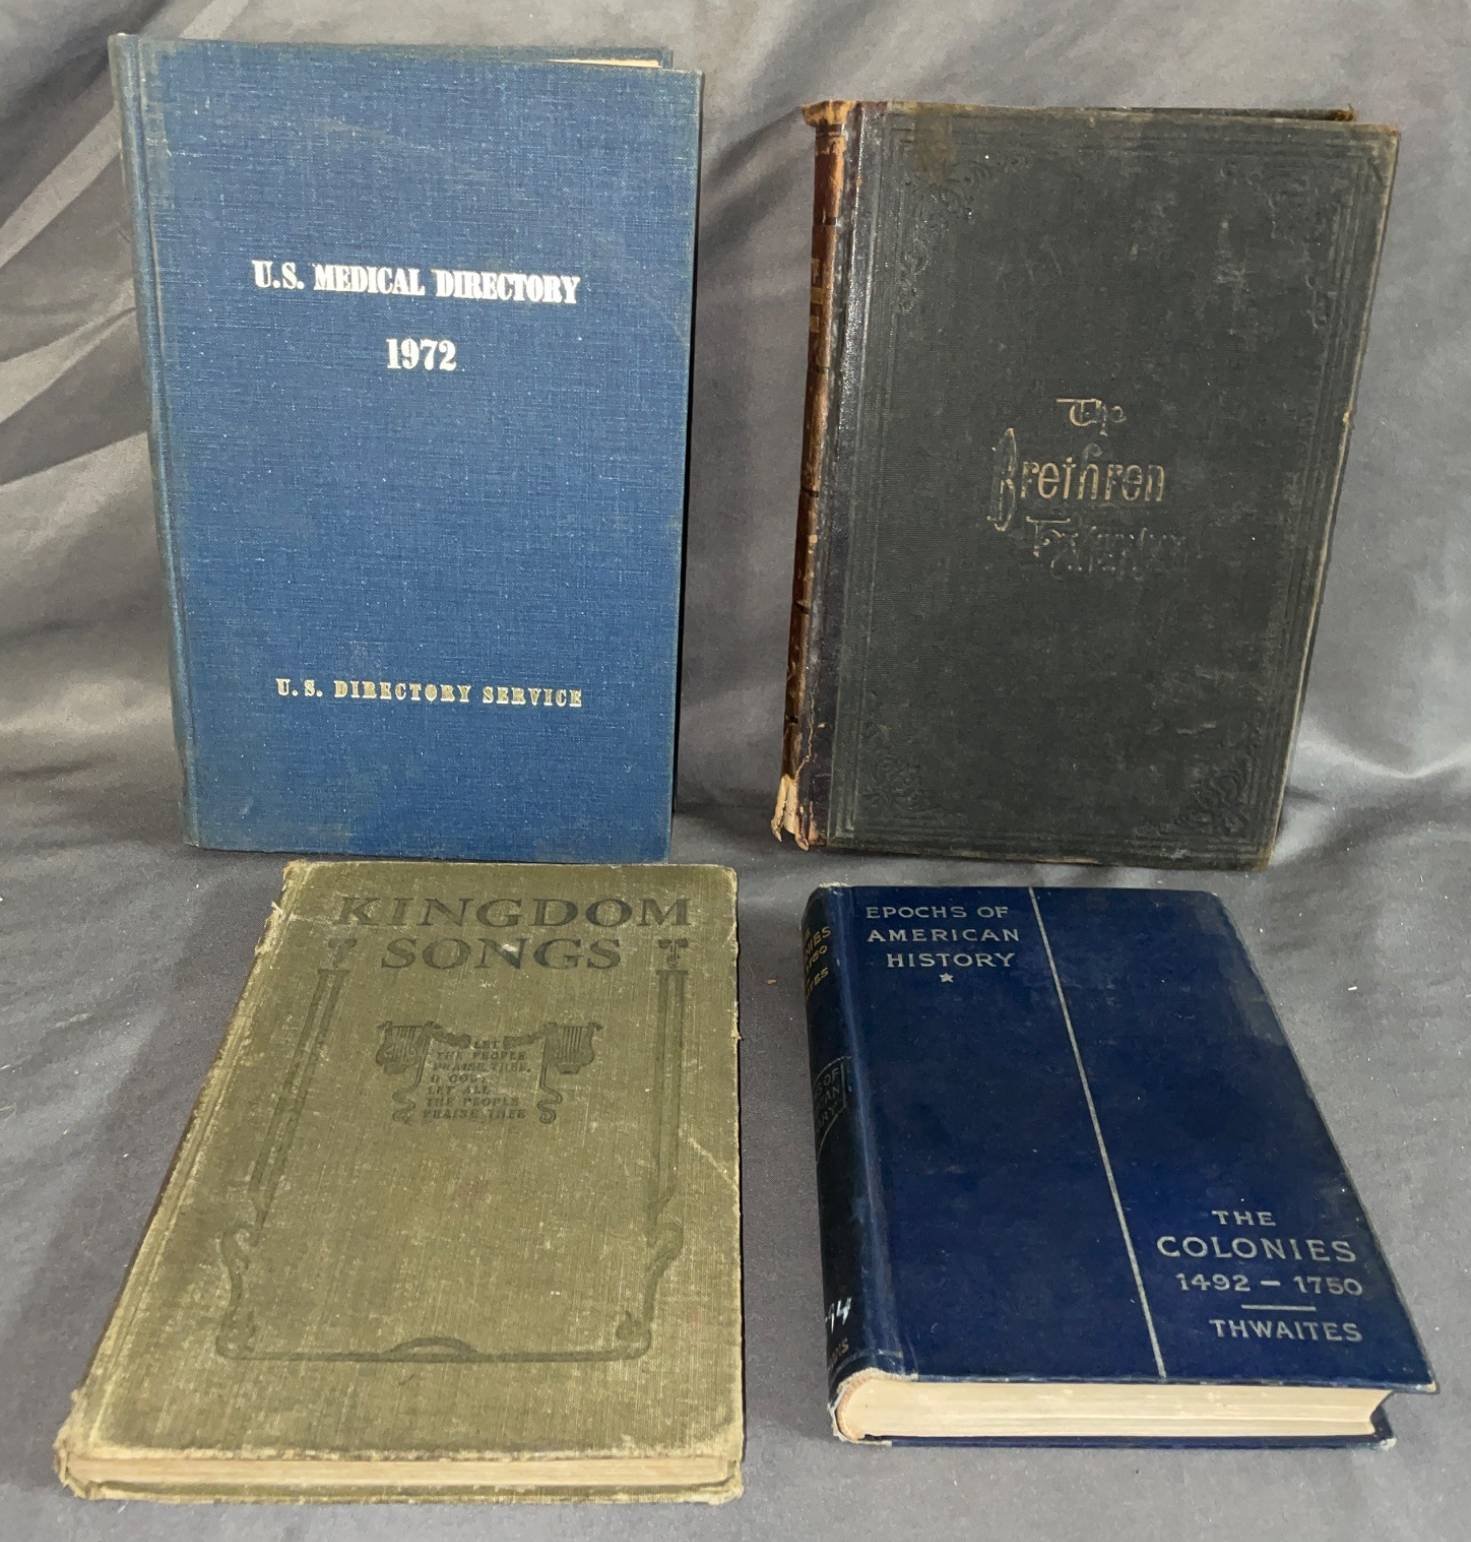 U.S. MEDICAL DIRECTORY
1972
U.S. DIRECTORY SERVICE
The
Brethren
KINGDOM
SONGS
LET
THE PEOPLE
PRAISE THEE,
O GOD;
LET ALL
THE PEOPLE
PRAISE THEE
EPOCHS OF
AMERICAN
HISTORY
THE
COLONIES
1492 – 1750
THWAITES